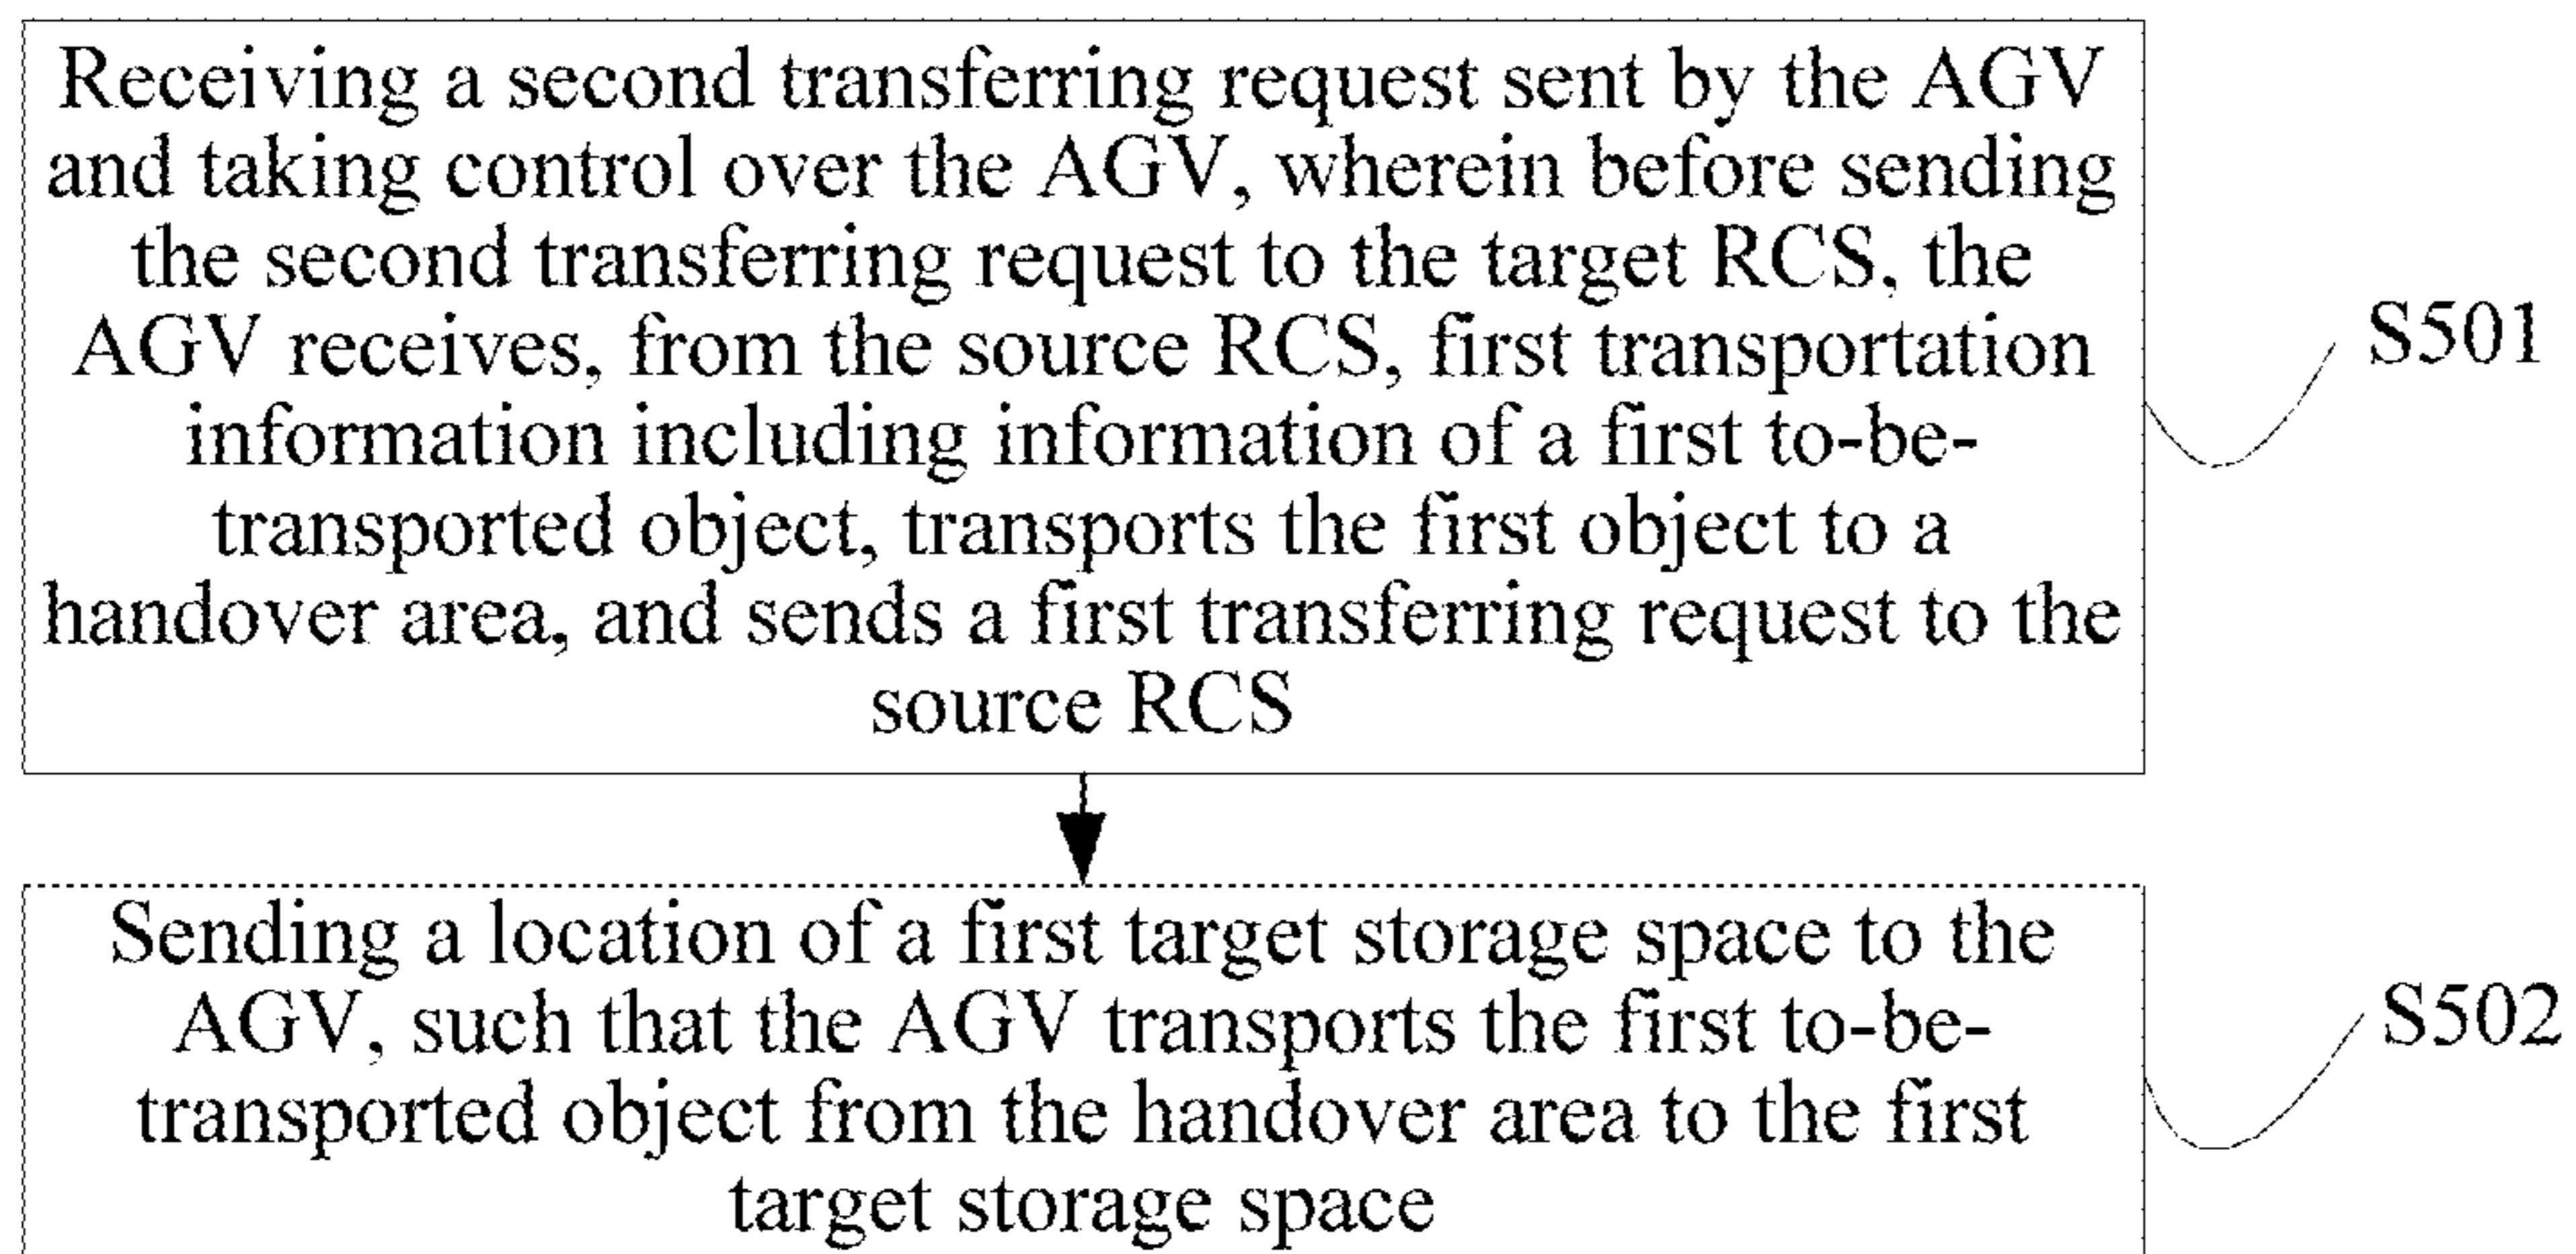 Receiving a second transferring request sent by the AGV
and taking control over the AGV, wherein before sending
the second transferring request to the target RCS, the
AGV receives, from the source RCS, first transportation
information including information of a first to-be-
transported object, transports the first object to a
handover area, and sends a first transferring request to the
source RCS
S501
Sending a location of a first target storage space to the
AGV, such that the AGV transports the first to-be-
transported object from the handover area to the first
target storage space
S502